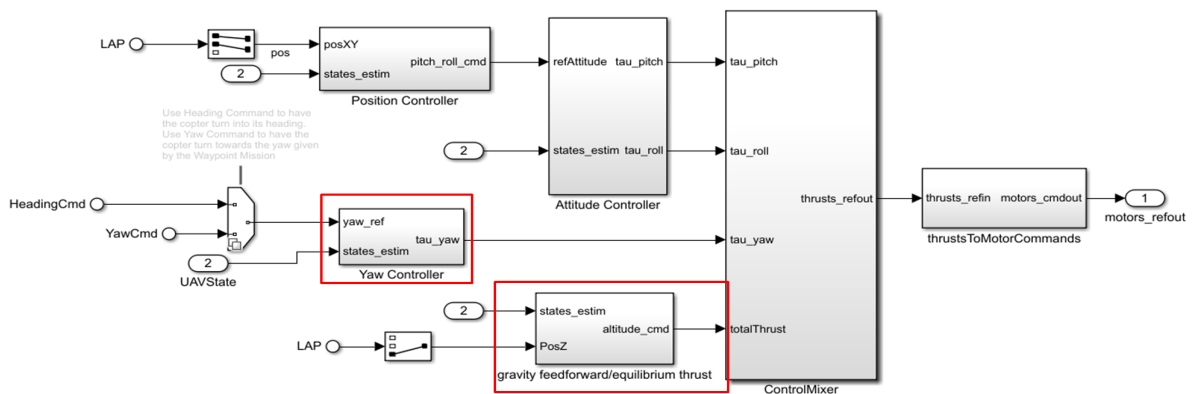 LAP
pos
2
posXY
states_estim
pitch_roll_cmd
Position Controller
refAttitude
tau_pitch
2
states_estim
tau_roll
Attitude Controller
Use Heading Command to have
the copter turn into its heading.
Use Yaw Command to have the
copter turn towards the yaw given
by the Waypoint Mission
HeadingCmd
YawCmd
2
UAVState
yaw_ref
states_estim
tau_yaw
Yaw Controller
2
LAP
states_estim
PosZ
altitude_cmd
gravity feedforward/equilibrium thrust
tau_pitch
tau_roll
tau_yaw
totalThrust
thrusts_refout
ControlMixer
thrusts_refin
motors_cmdout
thrustsToMotorCommands
1
motors_refout